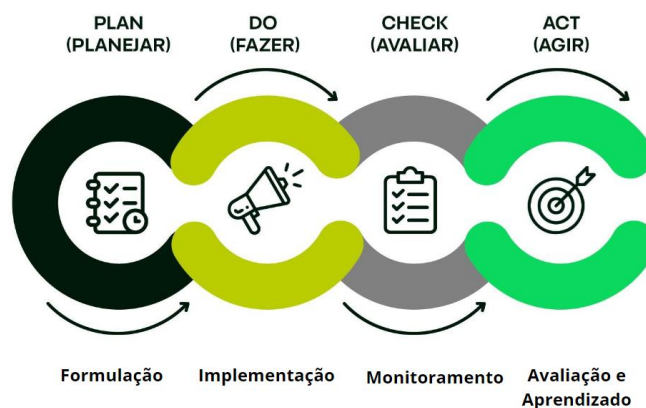 PLAN
(PLANEJAR)
DO
(FAZER)
CHECK
(AVALIAR)
ACT
(AGIR)
Formulação
Implementação
Monitoramento
Avaliação e
Aprendizado